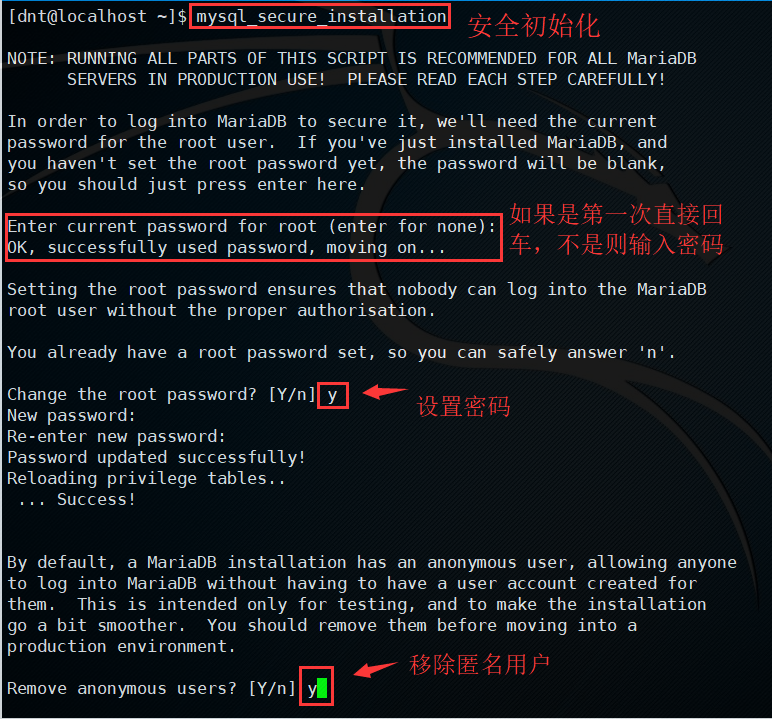 [dnt@localhost ~]$ mysql_secure_installation
安全初始化
NOTE: RUNNING ALL PARTS OF THIS SCRIPT IS RECOMMENDED FOR ALL MariaDB
SERVERS IN PRODUCTION USE!  PLEASE READ EACH STEP CAREFULLY!
In order to log into MariaDB to secure it, we'll need the current
password for the root user.  If you've just installed MariaDB, and
you haven't set the root password yet, the password will be blank,
so you should just press enter here.
Enter current password for root (enter for none):
OK, successfully used password, moving on...
如果是第一次直接回
车，不是则输入密码
Setting the root password ensures that nobody can log into the MariaDB
root user without the proper authorisation.
You already have a root password set, so you can safely answer 'n'.
Change the root password? [Y/n] y
设置密码
New password:
Re-enter new password:
Password updated successfully!
Reloading privilege tables..
... Success!
By default, a MariaDB installation has an anonymous user, allowing anyone
to log into MariaDB without having to have a user account created for
them.  This is intended only for testing, and to make the installation
go a bit smoother.  You should remove them before moving into a
production environment.
Remove anonymous users? [Y/n] y
移除匿名用户